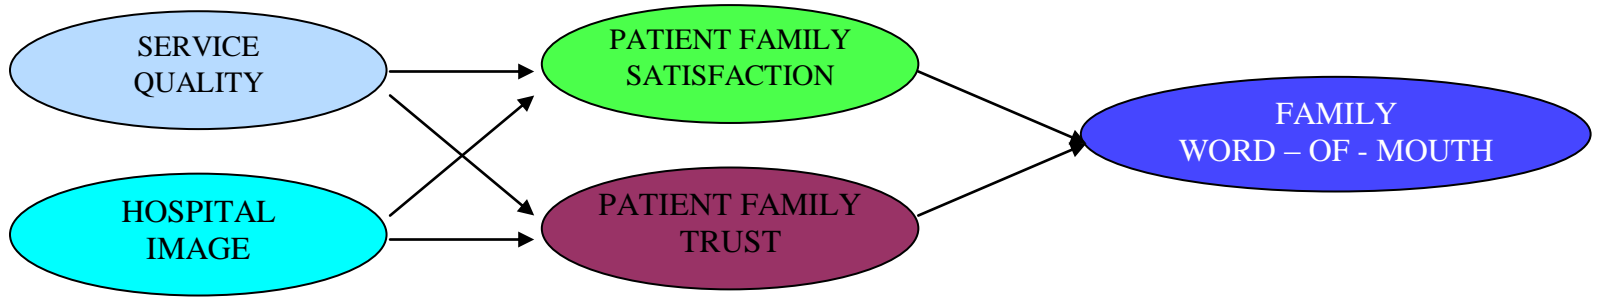 SERVICE
QUALITY
PATIENT FAMILY
SATISFACTION
FAMILY
WORD – OF - MOUTH
HOSPITAL
IMAGE
PATIENT FAMILY
TRUST